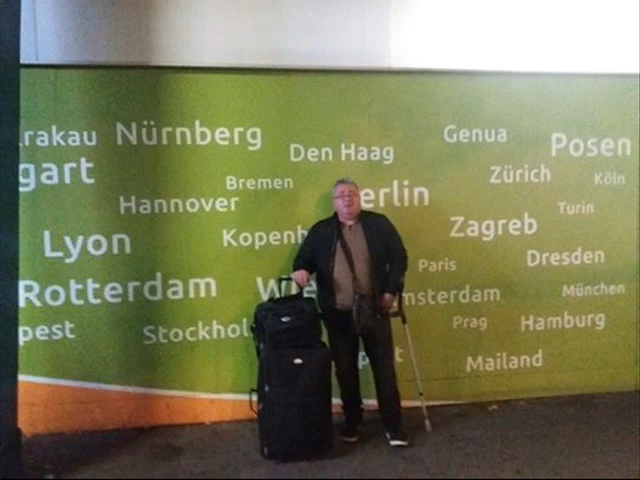 rakau
Nürnberg
Genua
Posen
Den Haag
gart
Bremen
Zürich
Köln
Hannover
erlin
Turin
Lyon
Kopenh
Zagreb
Paris
Dresden
Rotterdam
Wie
msterdam
München
pest
Stockhol
Prag
Hamburg
Mailand